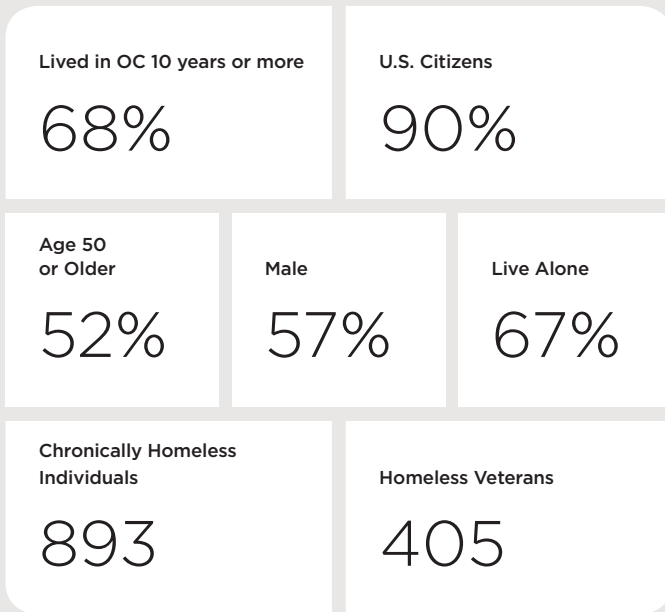 Lived in OC 10 years or more
68%
U.S. Citizens
90%
Age 50
or Older
52%
Male
57%
Live Alone
67%
Chronically Homeless
Individuals
893
Homeless Veterans
405